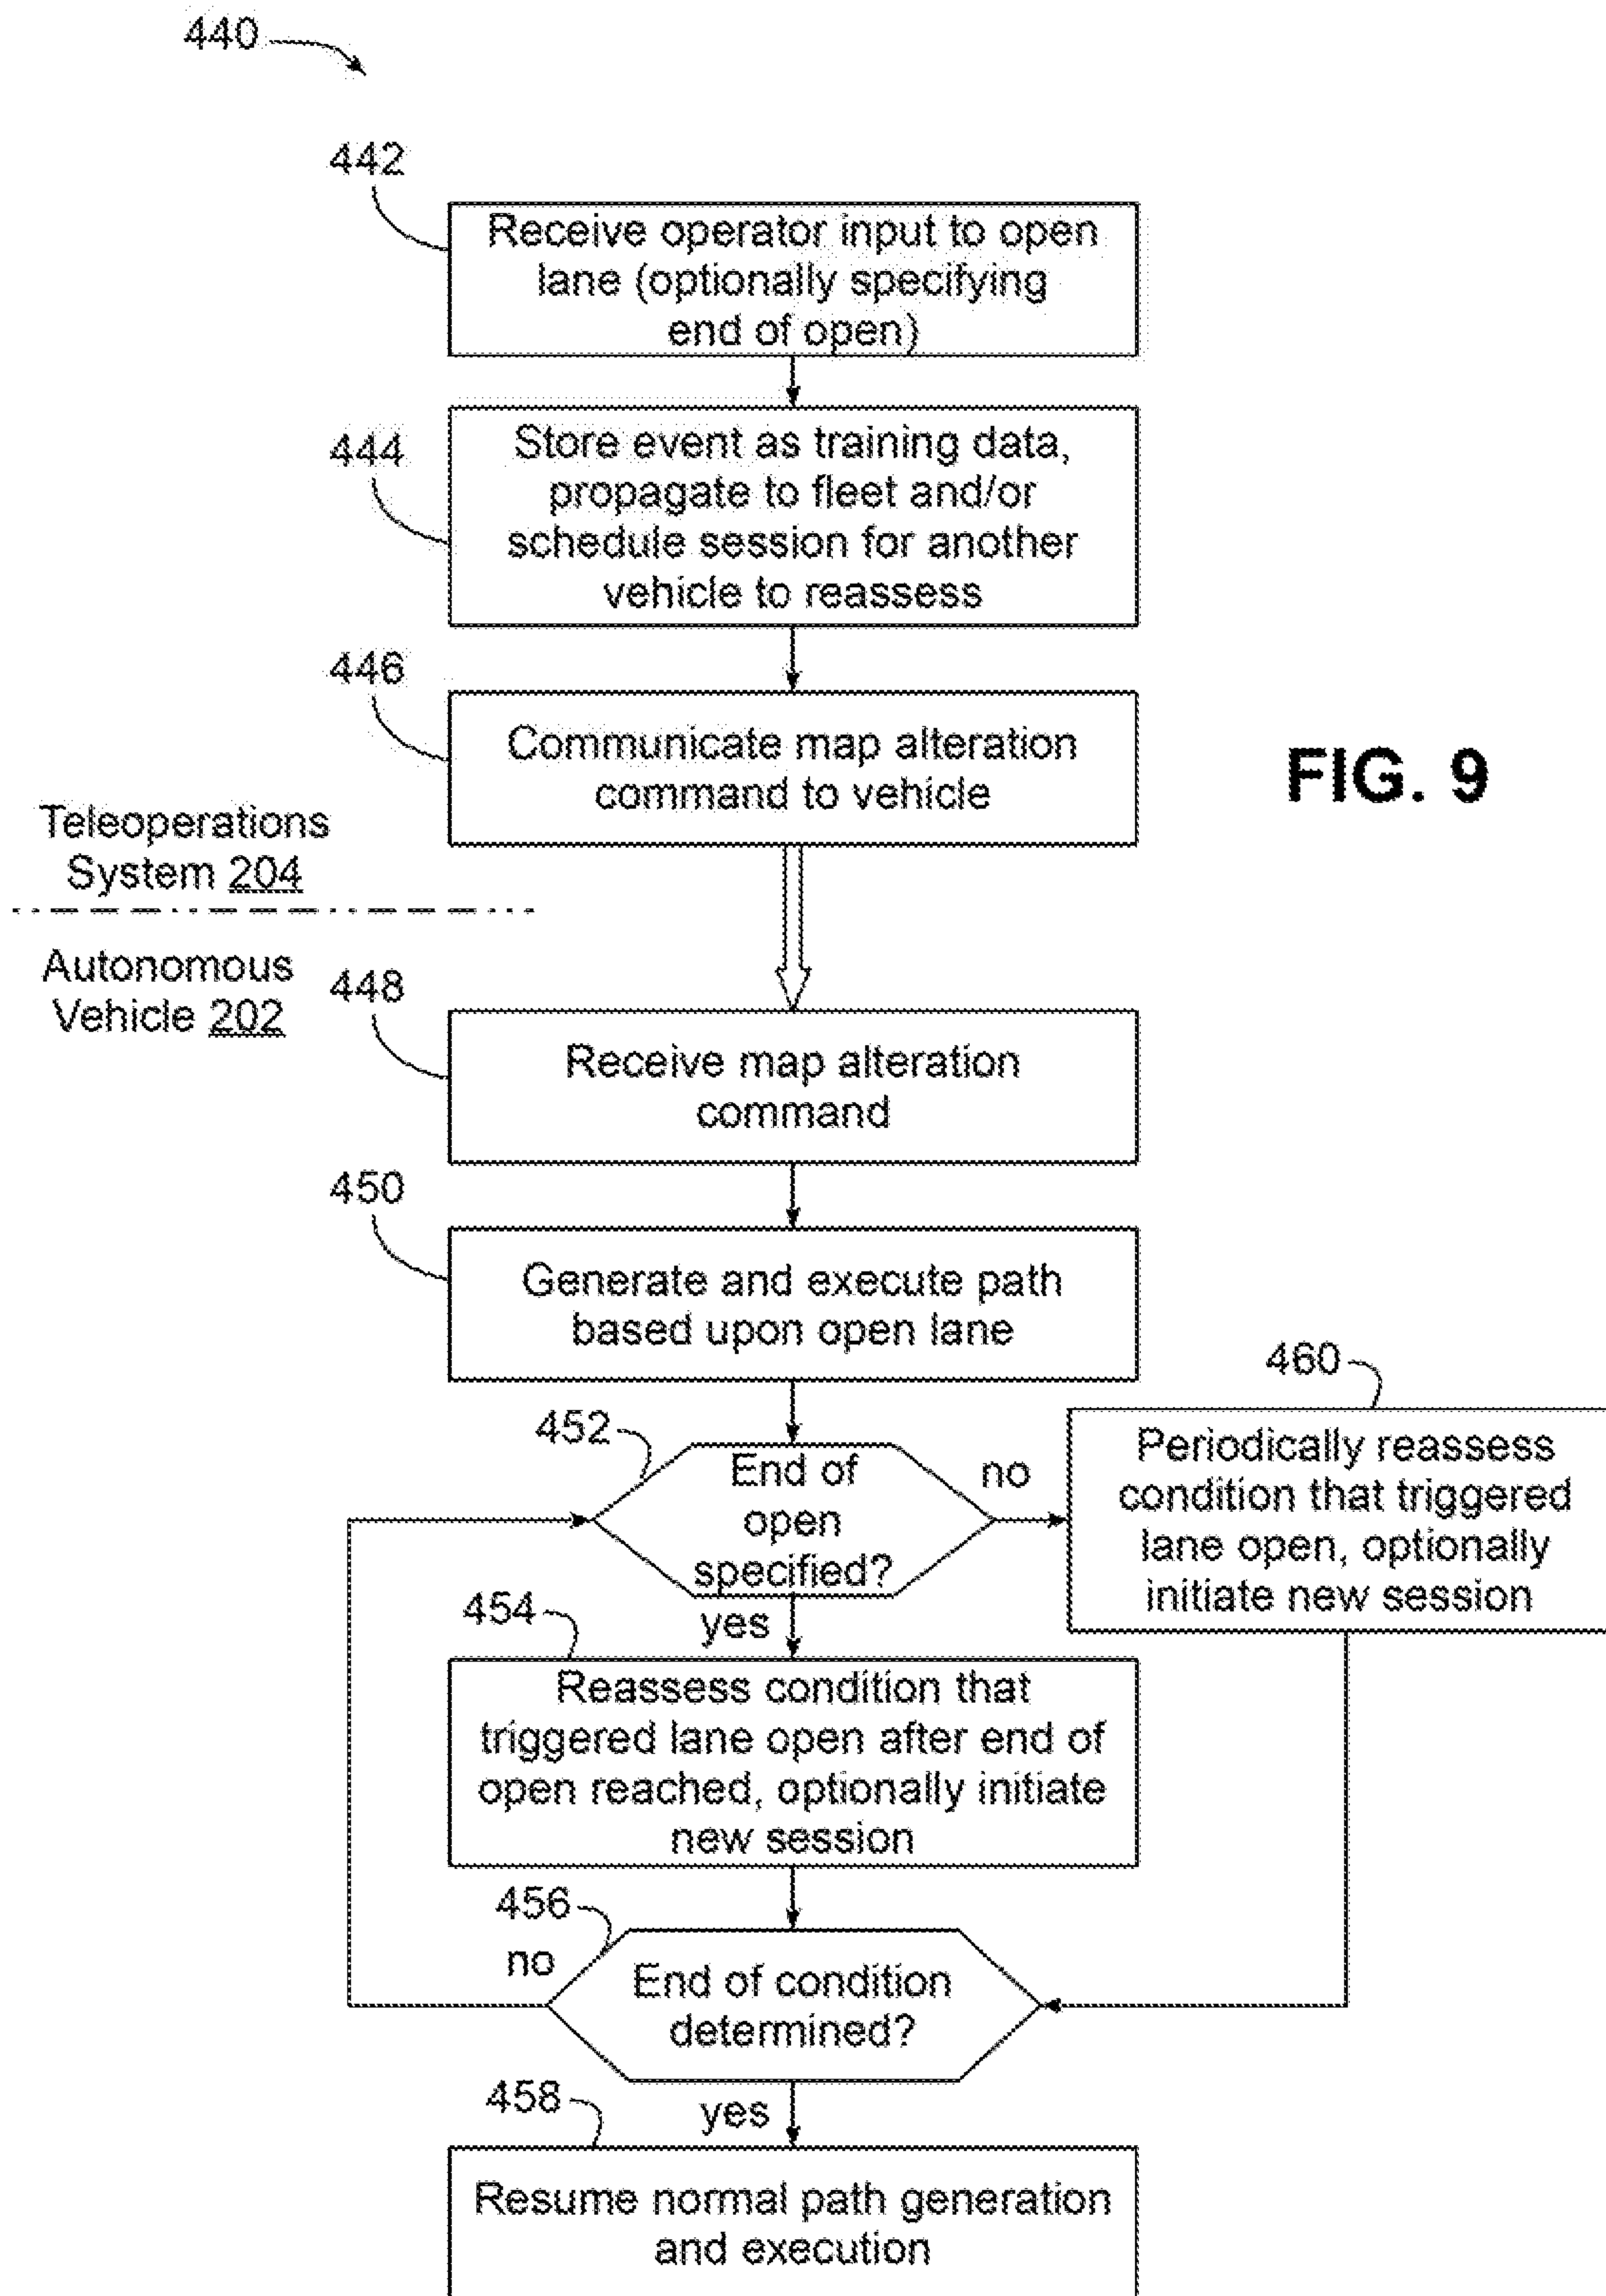 440
442
Receive operator input to open
lane (optionally specifying
end of open)
444
Store event as training data,
propagate to fleet and/or
schedule session for another
vehicle to reassess
446
Communicate map alteration
command to vehicle
FIG. 9
Teleoperations
System 204
Autonomous
Vehicle 202
448
Receive map alteration
command
450
Generate and execute path
based upon open lane
452
End of
open
specified?
no
460
Periodically reassess
condition that triggered
lane open, optionally
initiate new session
yes
454
Reassess condition that
triggered lane open after end of
open reached, optionally initiate
new session
456
no
End of condition
determined?
yes
458
Resume normal path generation
and execution